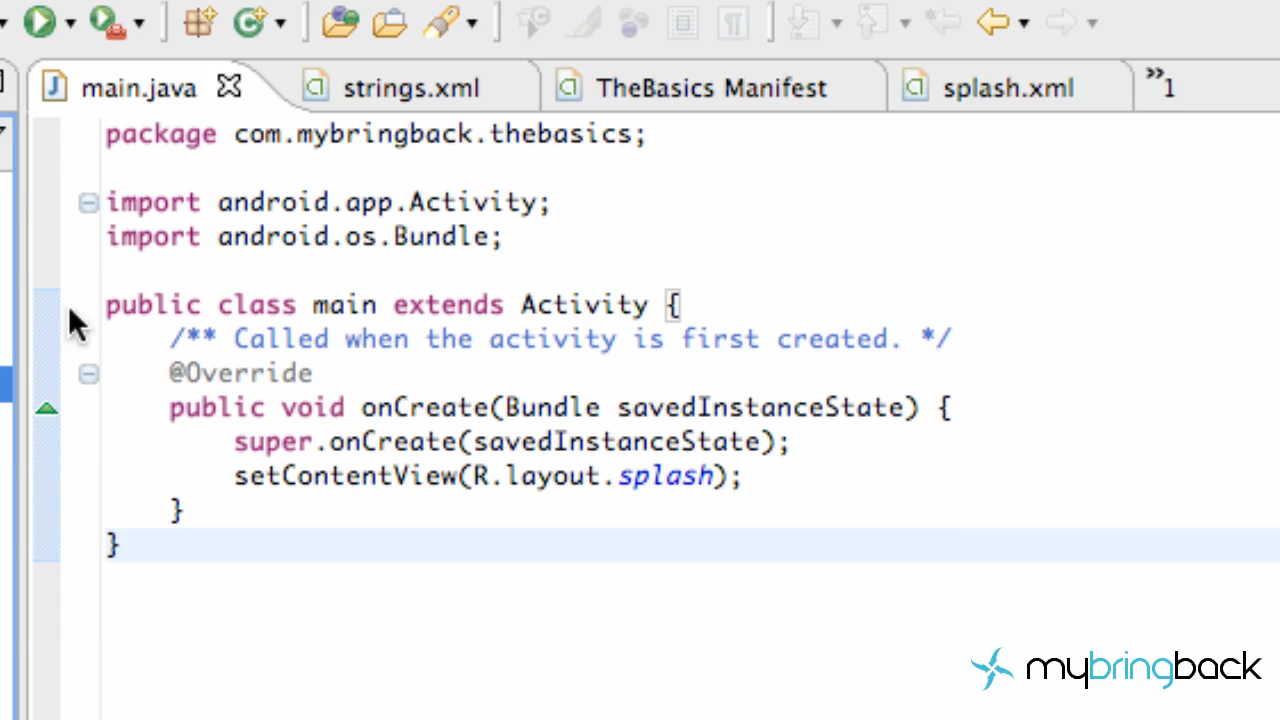 main.java
strings.xml
TheBasics Manifest
splash.xml
»1
package com.mybringback.thebasics;
import android.app.Activity;
import android.os.Bundle;
public class main extends Activity {
/** Called when the activity is first created. */
@Override
public void onCreate(Bundle savedInstanceState) {
super.onCreate(savedInstanceState);
setContentView(R.layout.splash);
}
}
mybringback